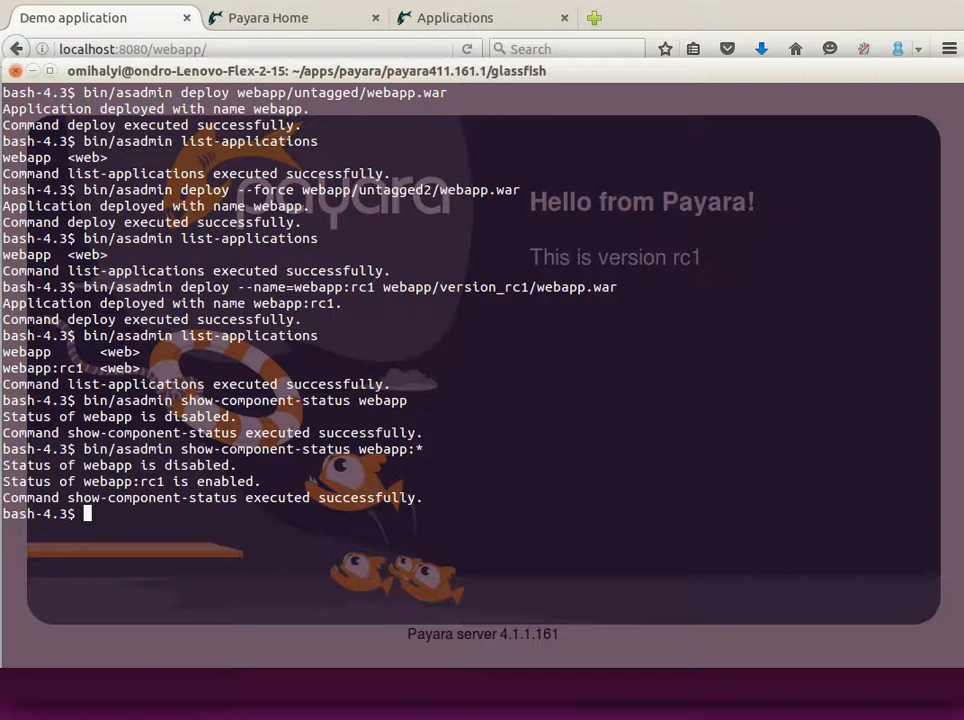 Demo application
Payara Home
Applications
localhost:8080/webapp/
Search
omihalyi@ondro-Lenovo-Flex-2-15: ~/apps/payara/payara411.161.1/glassfish
bash-4.3$ bin/asadmin deploy webapp/untagged/webapp.war
Application deployed with name webapp.
Command deploy executed successfully.
bash-4.3$ bin/asadmin list-applications
webapp  <web>
Command list-applications executed successfully.
bash-4.3$ bin/asadmin deploy --force webapp/untagged2/webapp.war
Application deployed with name webapp.
Command deploy executed successfully.
bash-4.3$ bin/asadmin list-applications
webapp  <web>
Command list-applications executed successfully.
bash-4.3$ bin/asadmin deploy --name=webapp:rc1 webapp/version_rc1/webapp.war
Application deployed with name webapp:rc1.
Command deploy executed successfully.
bash-4.3$ bin/asadmin list-applications
webapp      <web>
webapp:rc1  <web>
Command list-applications executed successfully.
bash-4.3$ bin/asadmin show-component-status webapp
Status of webapp is disabled.
Command show-component-status executed successfully.
bash-4.3$ bin/asadmin show-component-status webapp:*
Status of webapp is disabled.
Status of webapp:rc1 is enabled.
Command show-component-status executed successfully.
bash-4.3$
payara
Hello from Payara!
This is version rc1
Payara server 4.1.1.161